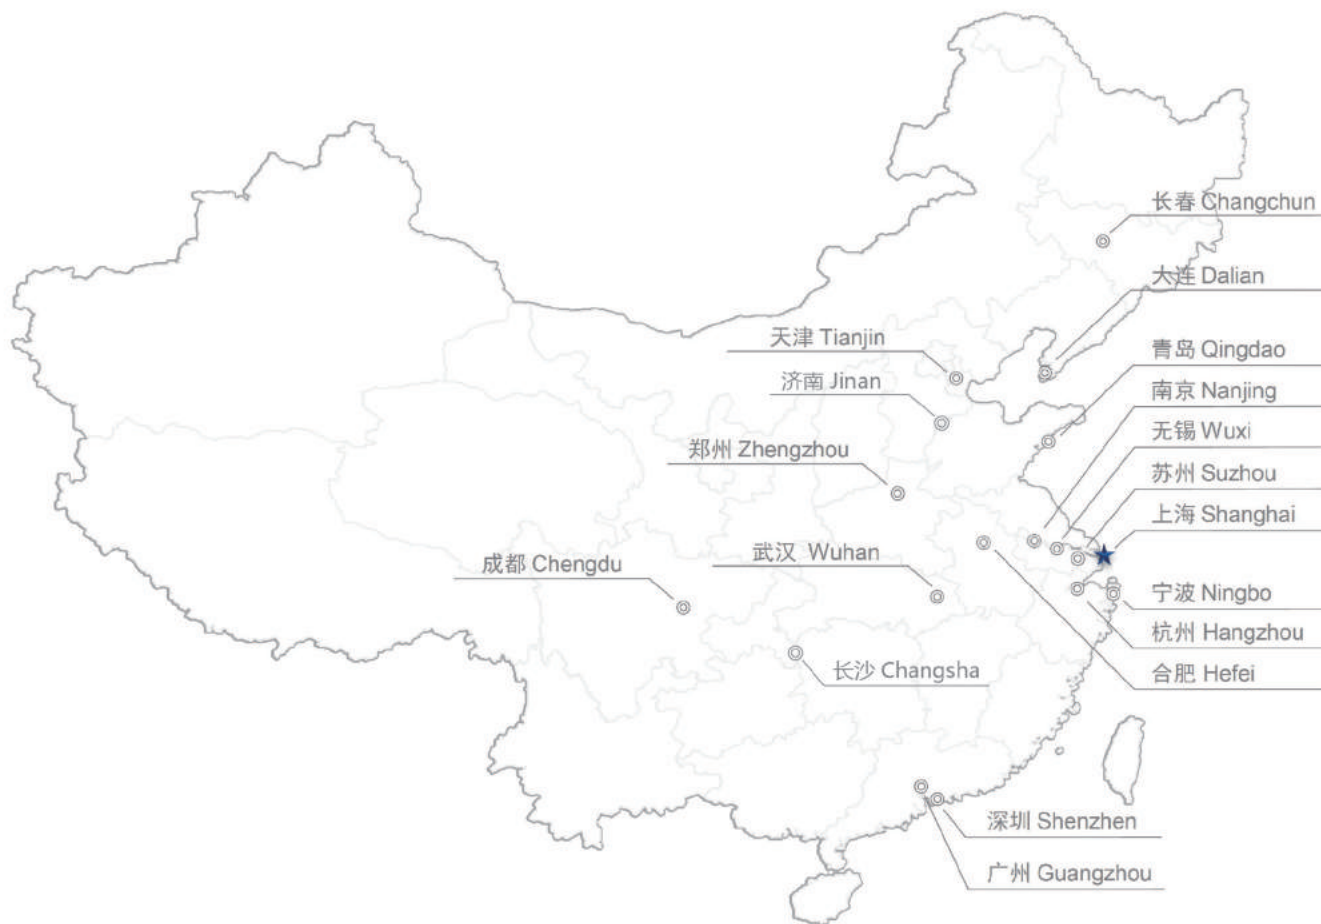 长春 Changchun
大连 Dalian
天津 Tianjin
青岛 Qingdao
济南 Jinan
南京 Nanjing
无锡 Wuxi
郑州 Zhengzhou
苏州 Suzhou
上海 Shanghai
武汉 Wuhan
成都 Chengdu
宁波 Ningbo
杭州 Hangzhou
长沙 Changsha
合肥 Hefei
深圳 Shenzhen
广州 Guangzhou